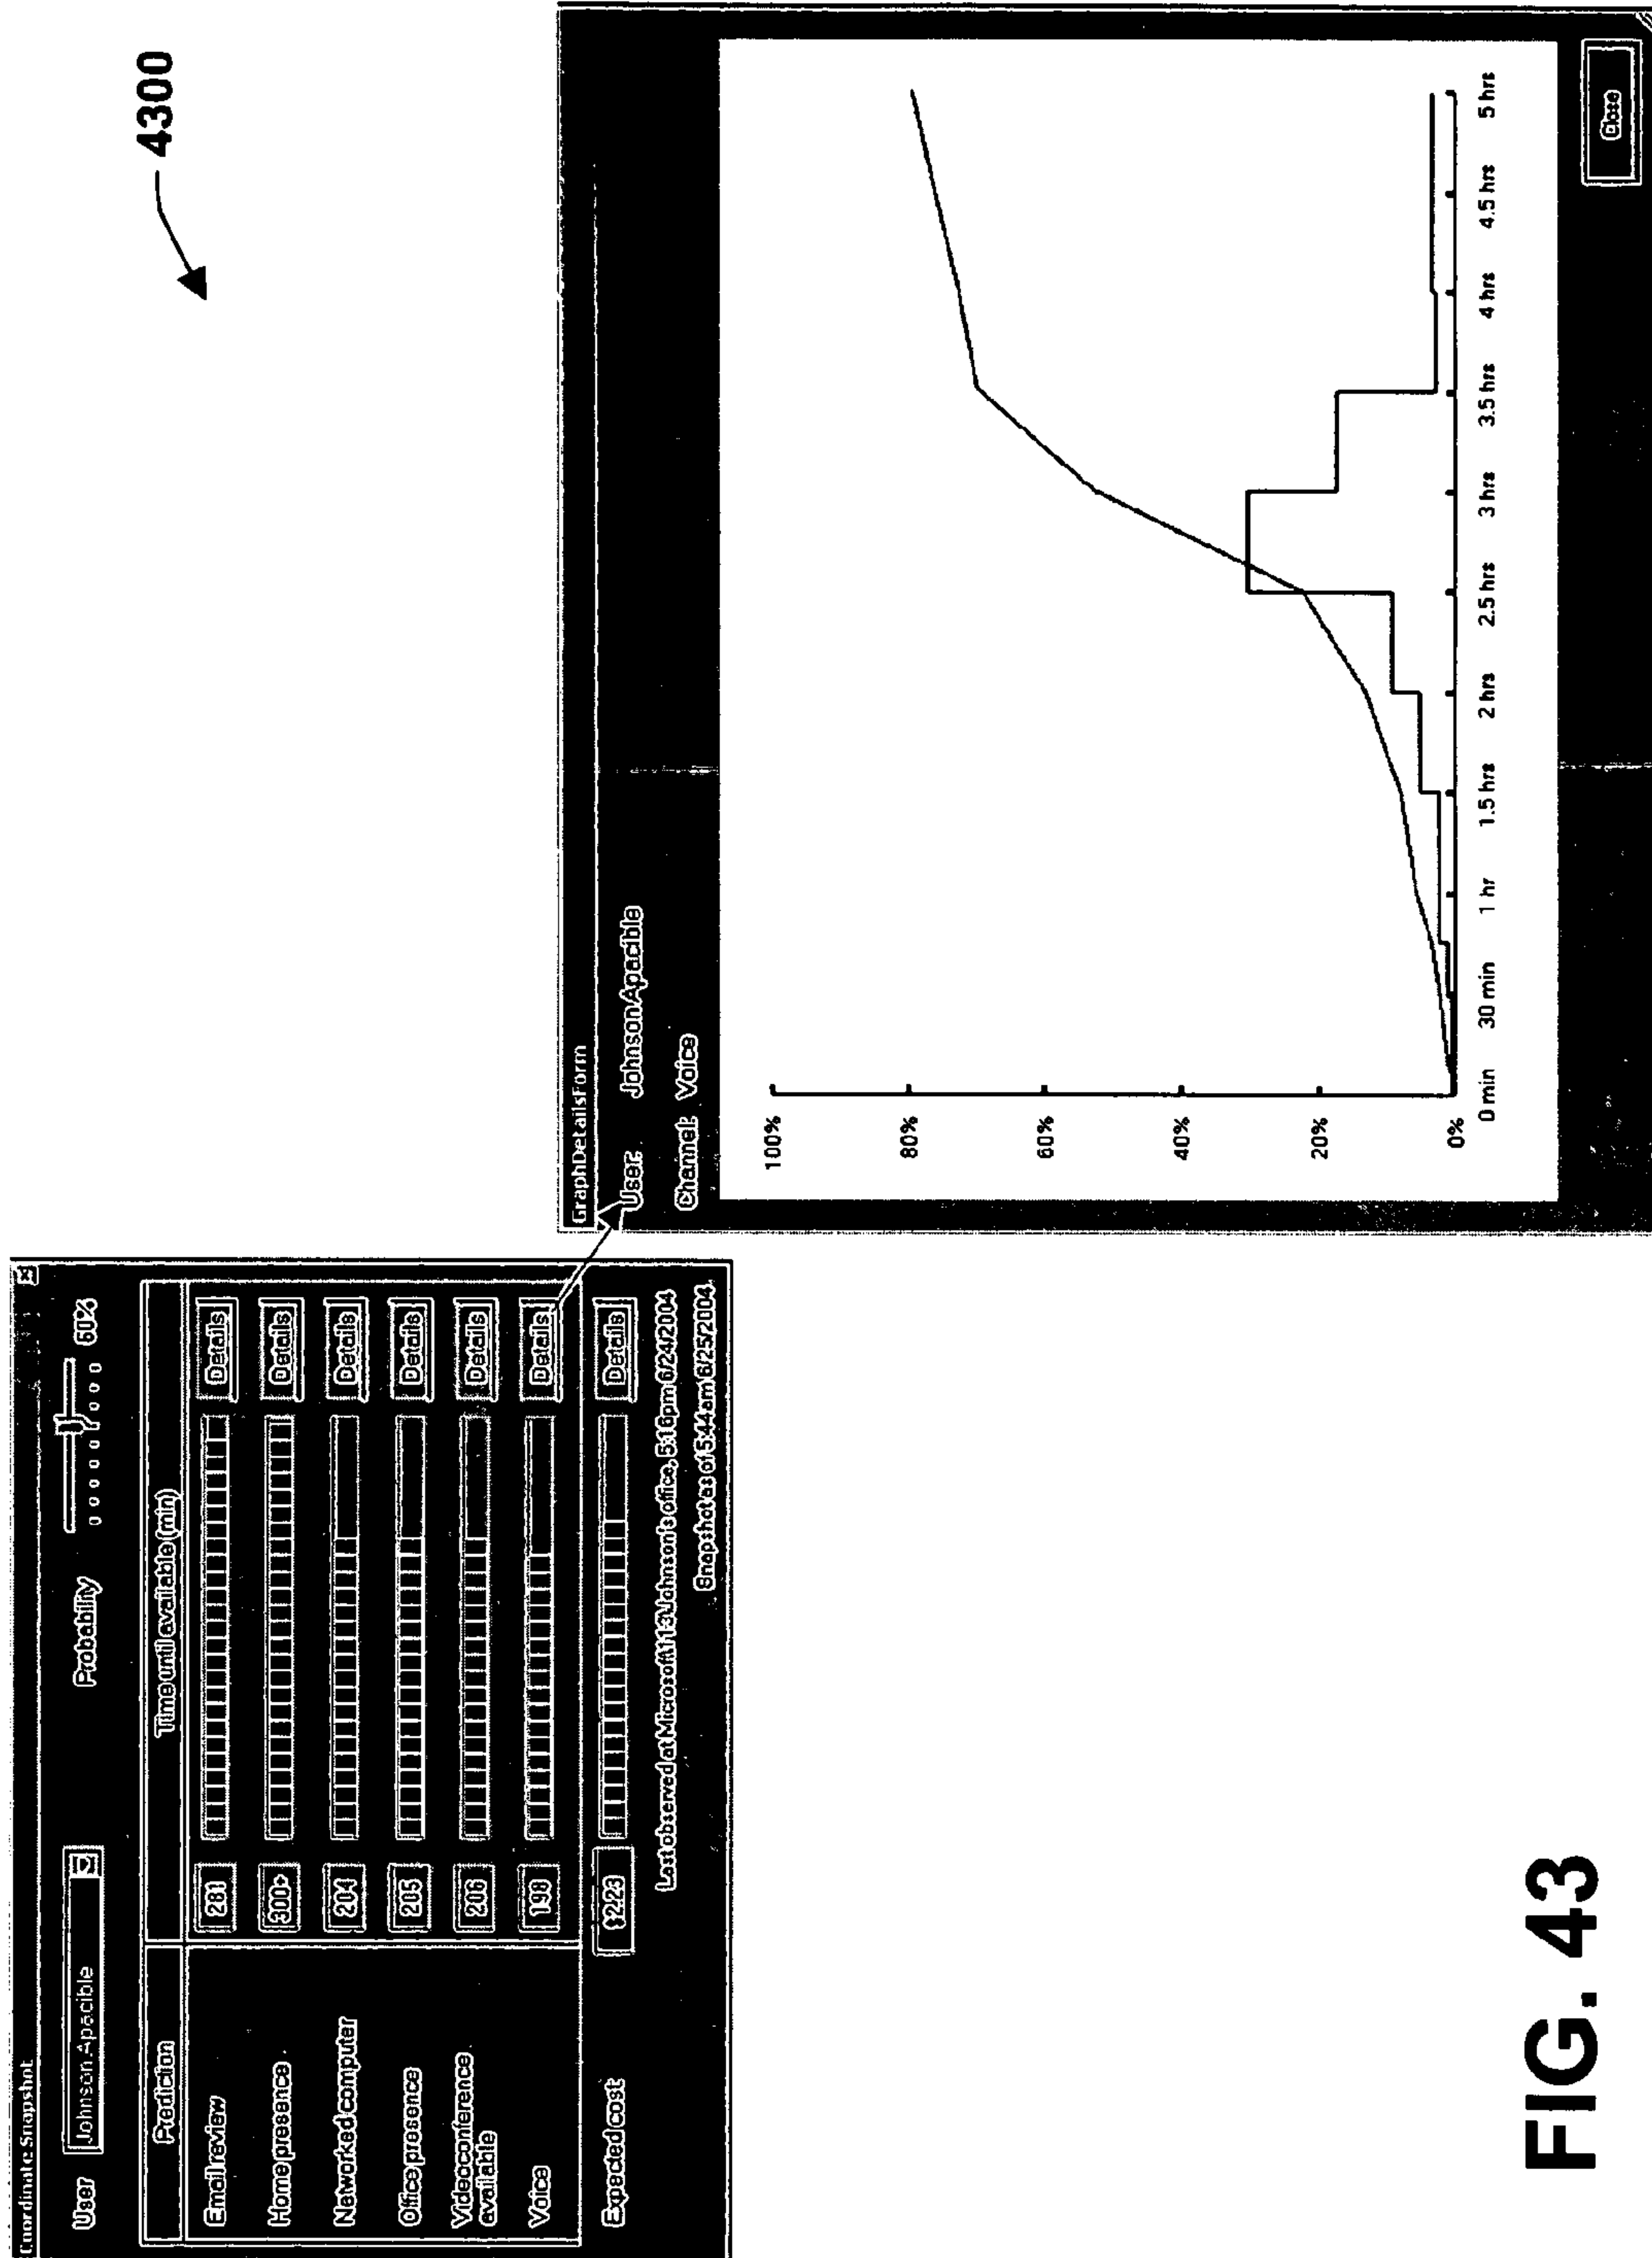 4300
Coordinate: Snapshot
User Johnson Apacible Probability 60%
Prediction Time until available (min)
Email review 281 Details
Home presence 300+ Details
Networked computer 204 Details
Office presence 205 Details
Videoconference available 206 Details
Voice 198 Details
Expected cost $2.23 Details
Last observed at Microsoft\113\Johnson's office, 5:16pm 6/24/2004
Snapshot as of 5:44am 6/25/2004
GraphDetailsForm
User: Johnson Apacible
Channel: Voice
100%
80%
60%
40%
20%
0%
0 min 30 min 1 hr 1.5 hrs 2 hrs 2.5 hrs 3 hrs 3.5 hrs 4 hrs 4.5 hrs 5 hrs
Close
FIG. 43